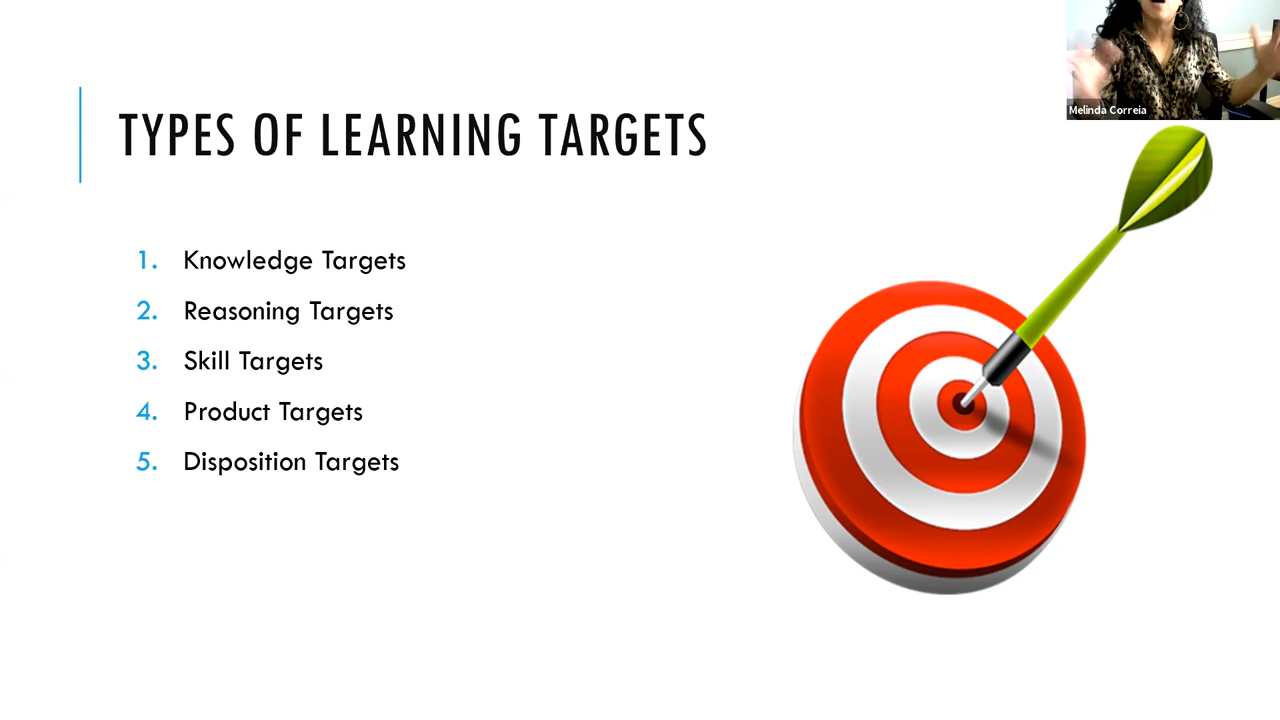 Melinda Correia
TYPES OF LEARNING TARGETS
1. Knowledge Targets
2. Reasoning Targets
3. Skill Targets
4. Product Targets
5. Disposition Targets